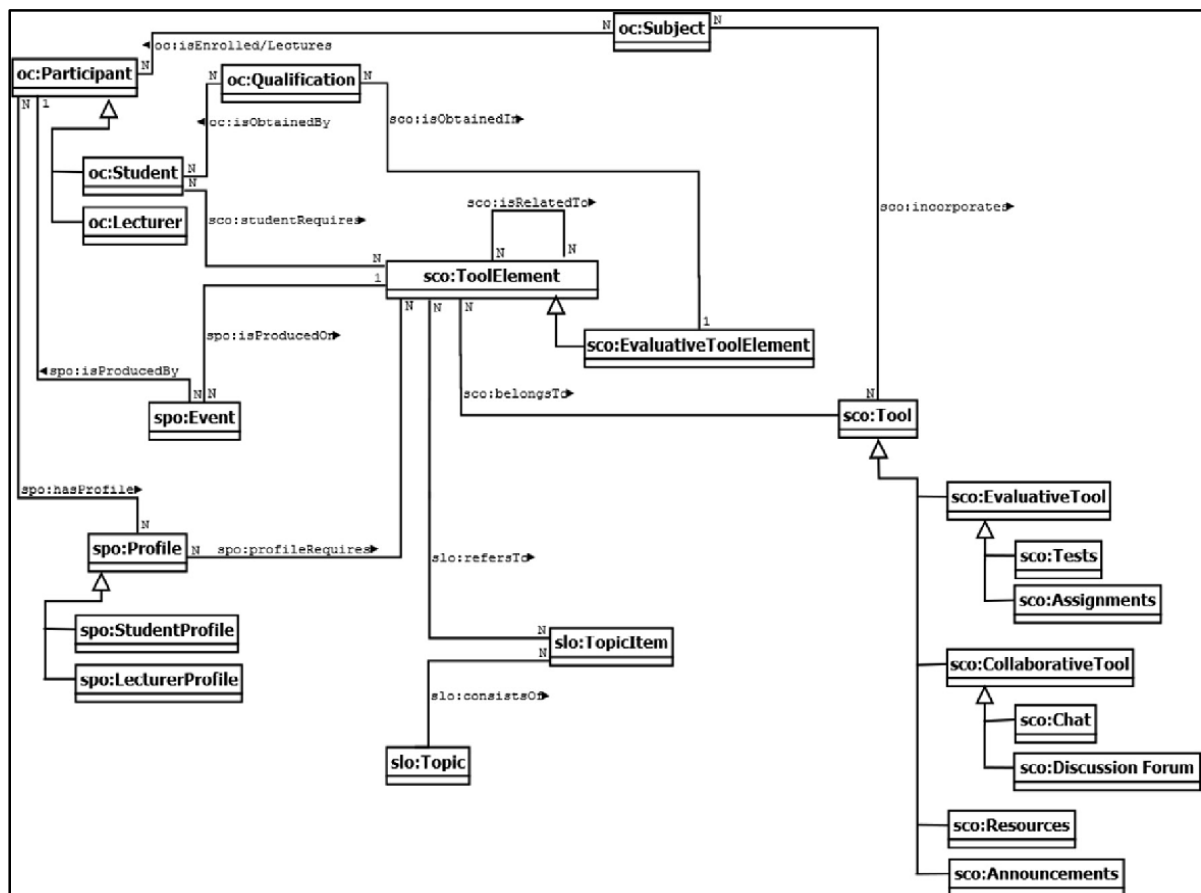 N
oc:Subject
N
◄ oc:isEnrolled/Lectures
oc:Participant
N
N
oc:Qualification
N
N
1
◄oc:isObtainedBy
sco:isObtainedIn►
oc:Student
N
N
sco:isRelatedTo►
sco:incorporates►
oc:Lecturer
sco:studentRequires►
N
N
N
sco:ToolElement
1
N
N
N
spo:isProducedOn►
1
sco:EvaluativeToolElement
◄spo:isProducedBy
N
N
sco:belongsTo►
N
spo:Event
sco:Tool
spo:hasProfile►
sco:EvaluativeTool
N
spo:Profile
N
spo:profileRequires►
slo:refersTo►
sco:Tests
sco:Assignments
spo:StudentProfile
N
slo:TopicItem
N
sco:CollaborativeTool
spo:LecturerProfile
slo:consistsOf►
sco:Chat
slo:Topic
sco:Discussion Forum
sco:Resources
sco:Announcements